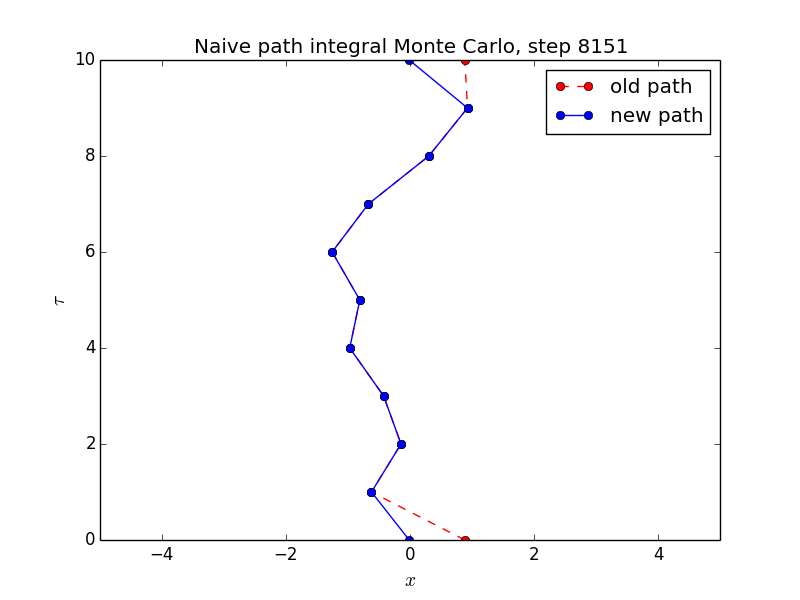 Naive path integral Monte Carlo, step 8151
old path
new path
10
8
6
4
2
0
τ
−4 −2 0 2 4
x